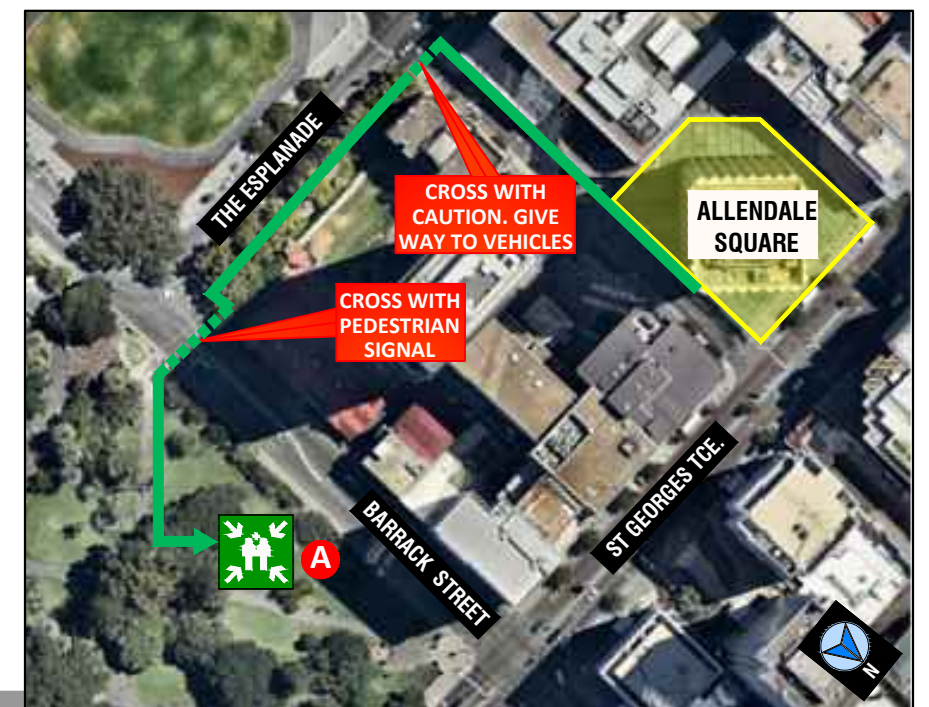 THE ESPLANADE
CROSS WITH
CAUTION. GIVE
WAY TO VEHICLES
ALLENDALE
SQUARE
CROSS WITH
PEDESTRIAN
SIGNAL
ST GEORGES TCE.
BARRACK STREET
A
N